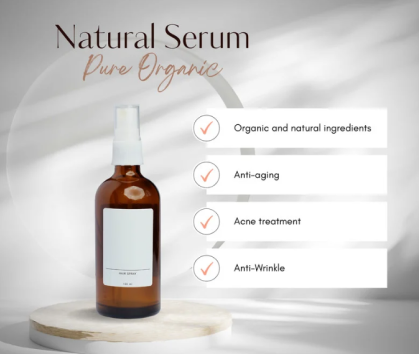 Natural Serum
Pure Organic
Organic and natural ingredients
Anti-aging
Acne treatment
Anti-Wrinkle